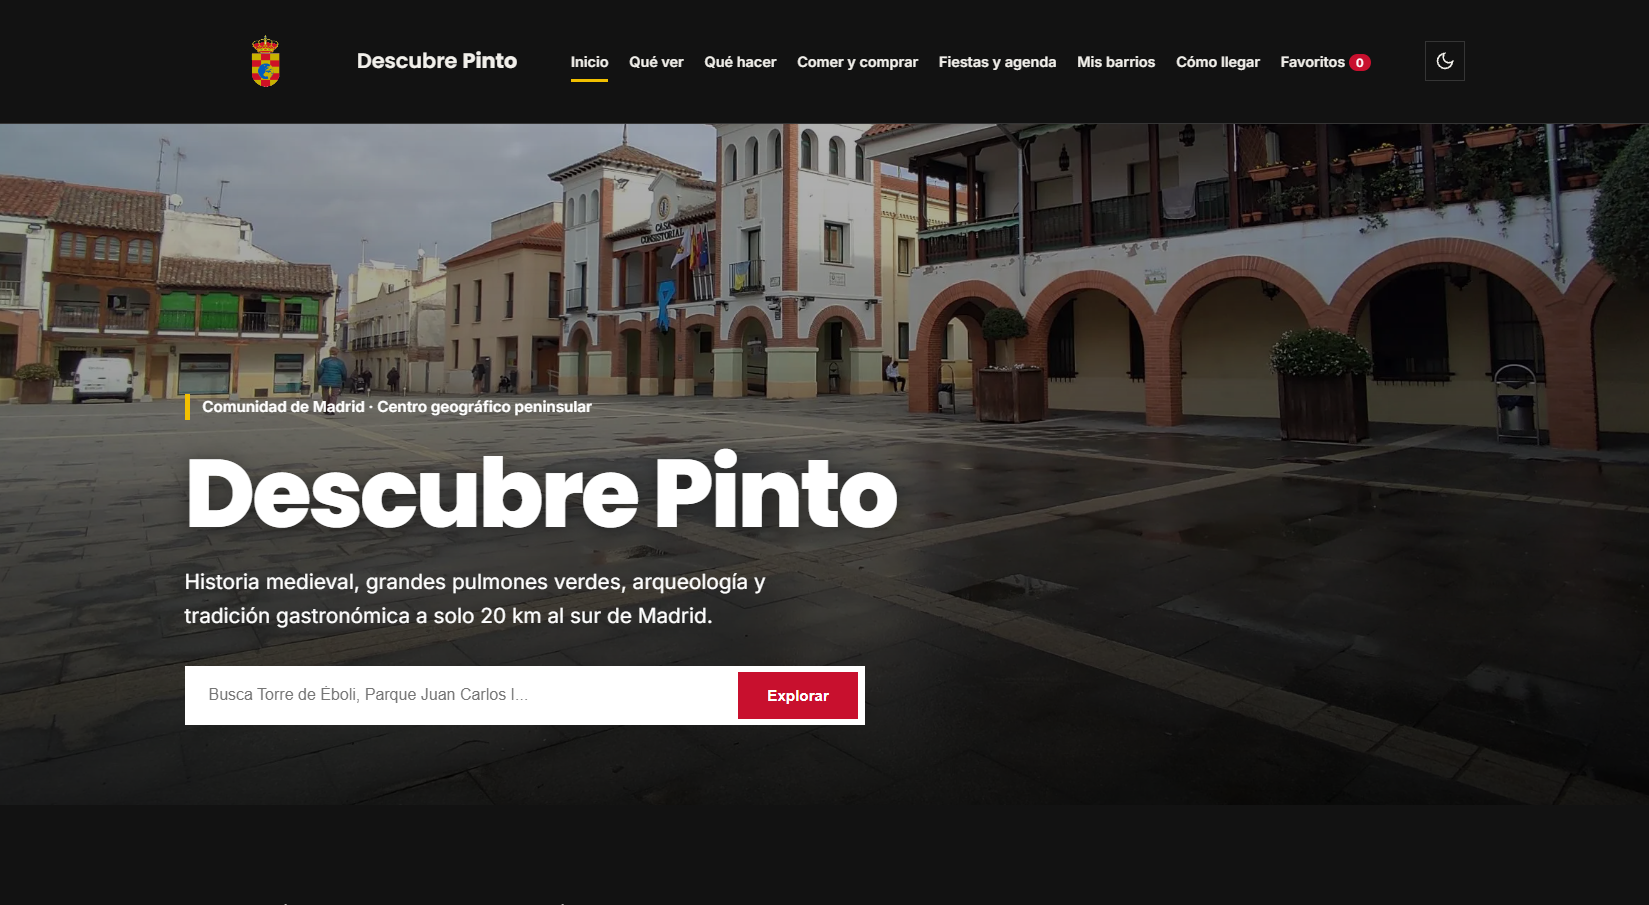 Descubre Pinto
Inicio
Qué ver
Qué hacer
Comer y comprar
Fiestas y agenda
Mis barrios
Cómo llegar
Favoritos 0
CASA
CONSISTORIAL
Comunidad de Madrid · Centro geográfico peninsular
Descubre Pinto
Historia medieval, grandes pulmones verdes, arqueología y
tradición gastronómica a solo 20 km al sur de Madrid.
Busca Torre de Éboli, Parque Juan Carlos I...
Explorar